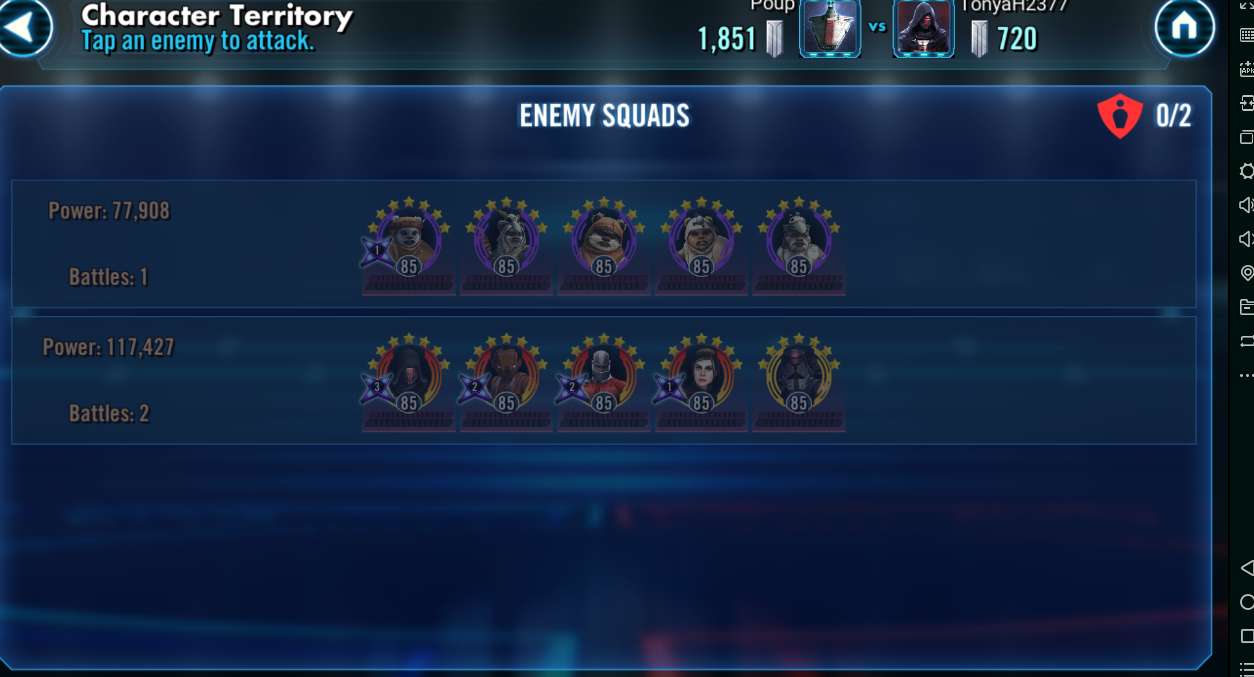 Character Territory
Tap an enemy to attack.
Poup
1,851
vs
TonyaH2377
720
ENEMY SQUADS
0/2
Power: 77,908
Battles: 1
1
85
85
85
85
85
Power: 117,427
Battles: 2
3
85
2
85
2
85
1
85
85